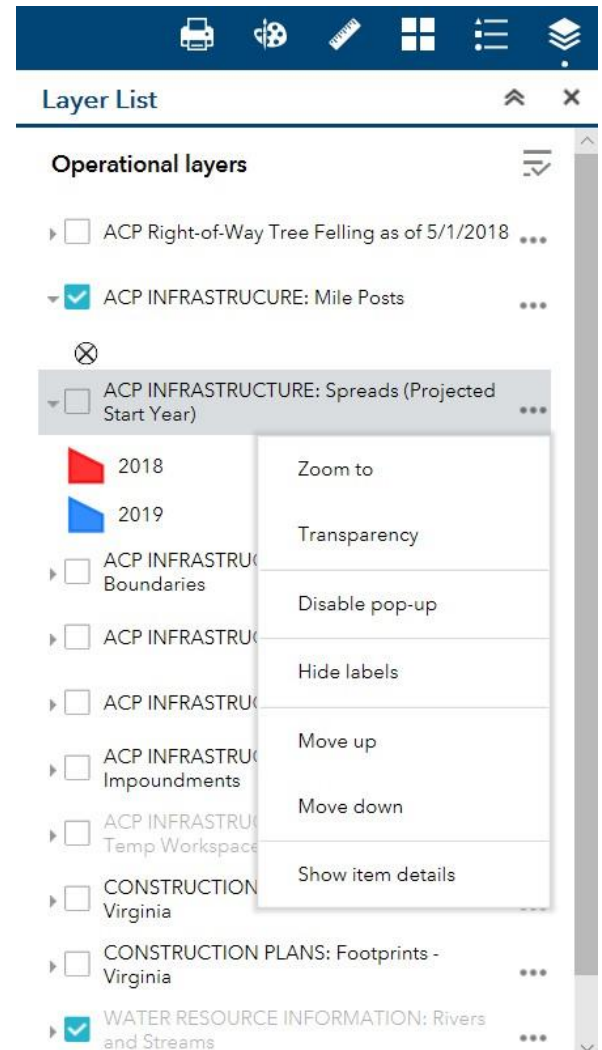 Layer List
Operational layers
ACP Right-of-Way Tree Felling as of 5/1/2018
ACP INFRASTRUCURE: Mile Posts
ACP INFRASTRUCTURE: Spreads (Projected
Start Year)
2018
2019
Zoom to
Transparency
Disable pop-up
Hide labels
Move up
Move down
Show item details
ACP INFRASTRUC
Boundaries
ACP INFRASTRUC
ACP INFRASTRUC
ACP INFRASTRUC
Impoundments
ACP INFRASTRUC
Temp Workspace
CONSTRUCTION
Virginia
CONSTRUCTION PLANS: Footprints -
Virginia
WATER RESOURCE INFORMATION: Rivers
and Streams